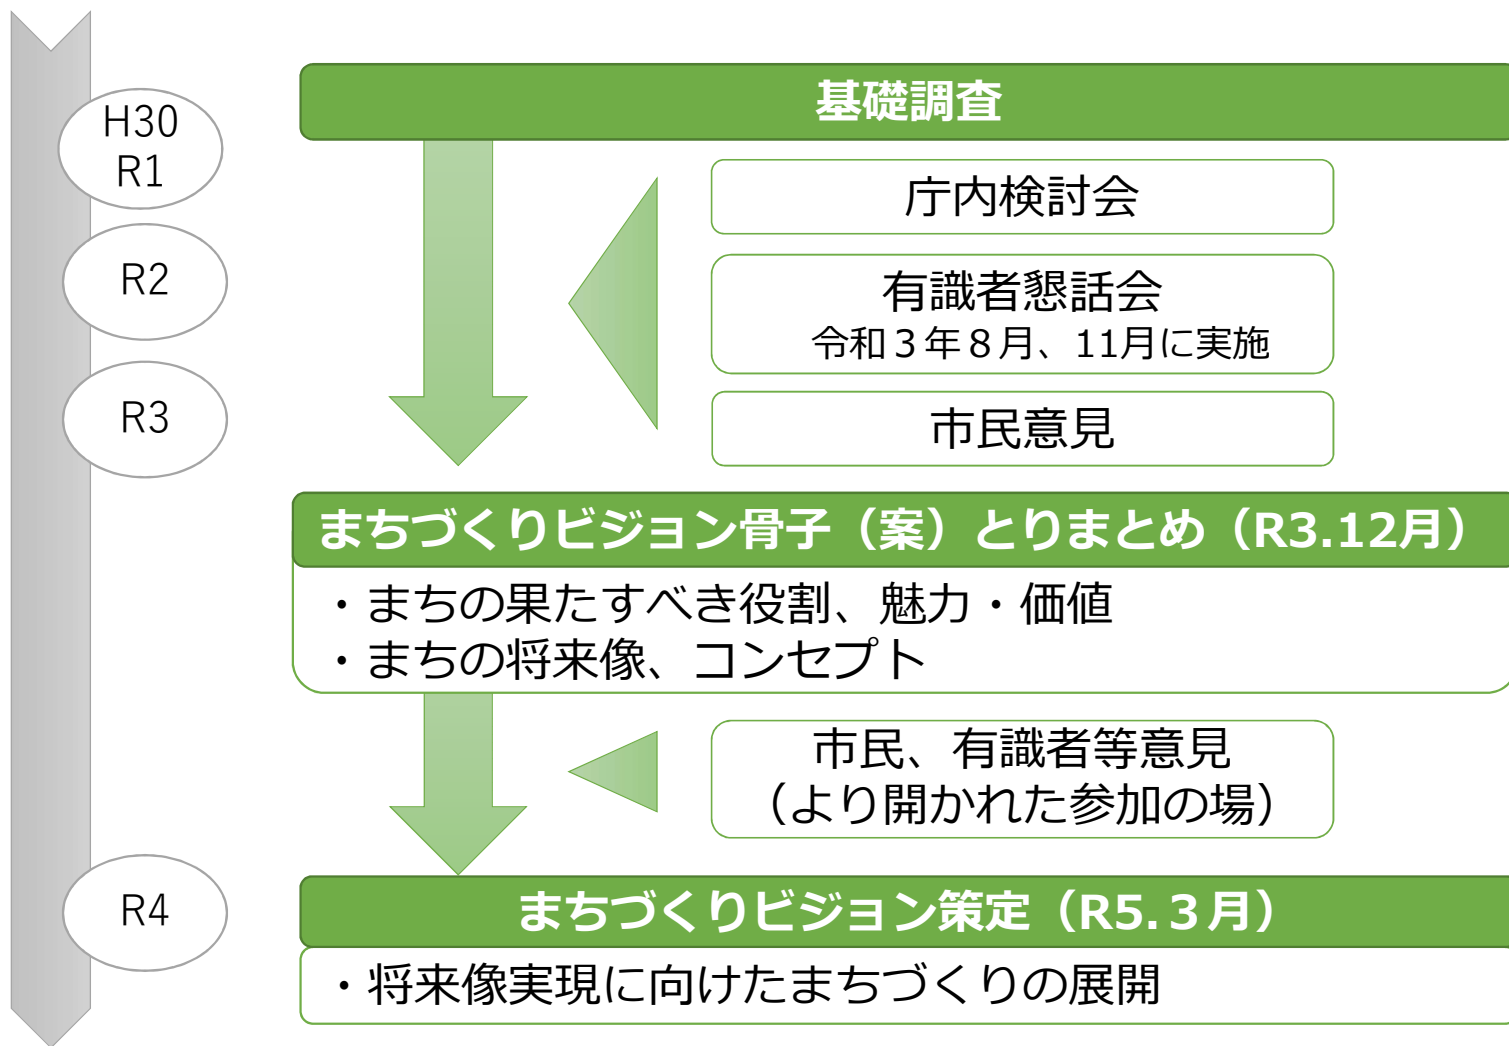 H30
R1
基礎調査
庁内検討会
R2
有識者懇話会
令和３年８月、11月に実施
R3
市民意見
まちづくりビジョン骨子（案）とりまとめ（R3.12月）
・まちの果たすべき役割、魅力・価値
・まちの将来像、コンセプト
市民、有識者等意見
（より開かれた参加の場）
R4
まちづくりビジョン策定（R5.３月）
・将来像実現に向けたまちづくりの展開